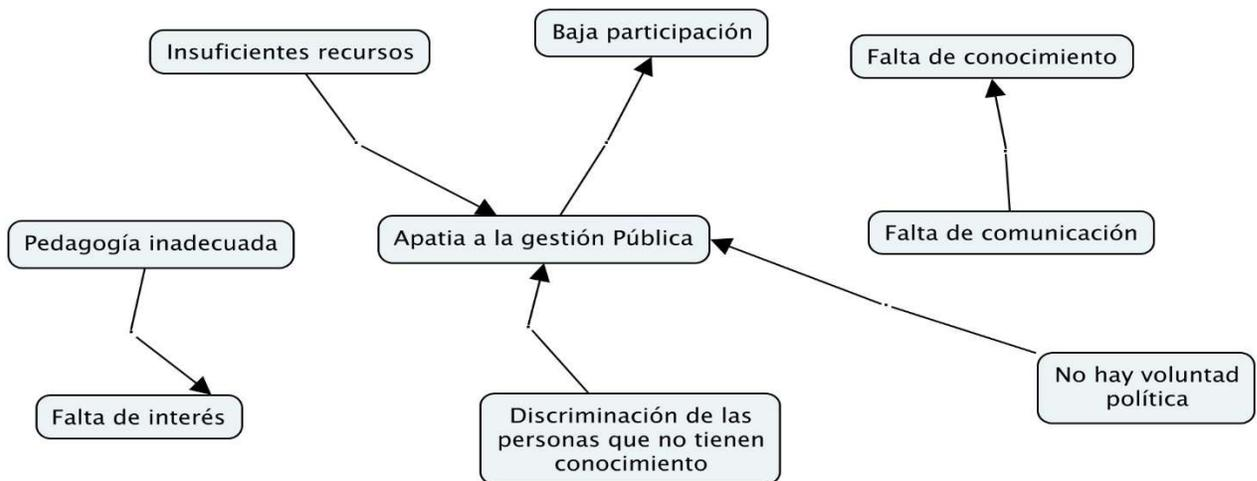 Insuficientes recursos
Baja participación
Falta de conocimiento
Pedagogía inadecuada
Apatia a la gestión Pública
Falta de comunicación
Falta de interés
Discriminación de las
personas que no tienen
conocimiento
No hay voluntad
política